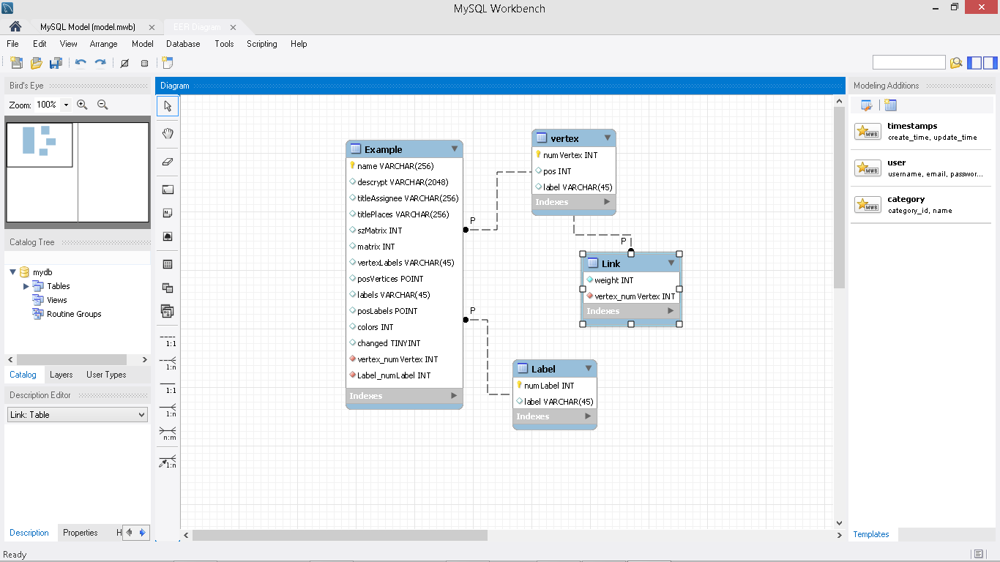 MySQL Workbench
MySQL Model (model.mwb)
EER Diagram
File Edit View Arrange Model Database Tools Scripting Help
Bird's Eye
Zoom: 100%
Catalog Tree
mydb
Tables
Views
Routine Groups
Catalog Layers User Types
Description Editor
Link: Table
Description Properties H
Ready
Diagram
1:1
1:n
1:1
1:n
n:m
1:n
Example
name VARCHAR(256)
descrypt VARCHAR(2048)
titleAssignee VARCHAR(256)
titlePlaces VARCHAR(256)
szMatrix INT
matrix INT
vertexLabels VARCHAR(45)
posVertices POINT
labels VARCHAR(45)
posLabels POINT
colors INT
changed TINYINT
vertex_numVertex INT
Label_numLabel INT
Indexes
P
P
vertex
numVertex INT
pos INT
label VARCHAR(45)
Indexes
P
Link
weight INT
vertex_numVertex INT
Indexes
Label
numLabel INT
label VARCHAR(45)
Indexes
Modeling Additions
MWB
timestamps
create_time, update_time
MWB
user
username, email, passwor...
MWB
category
category_id, name
Templates